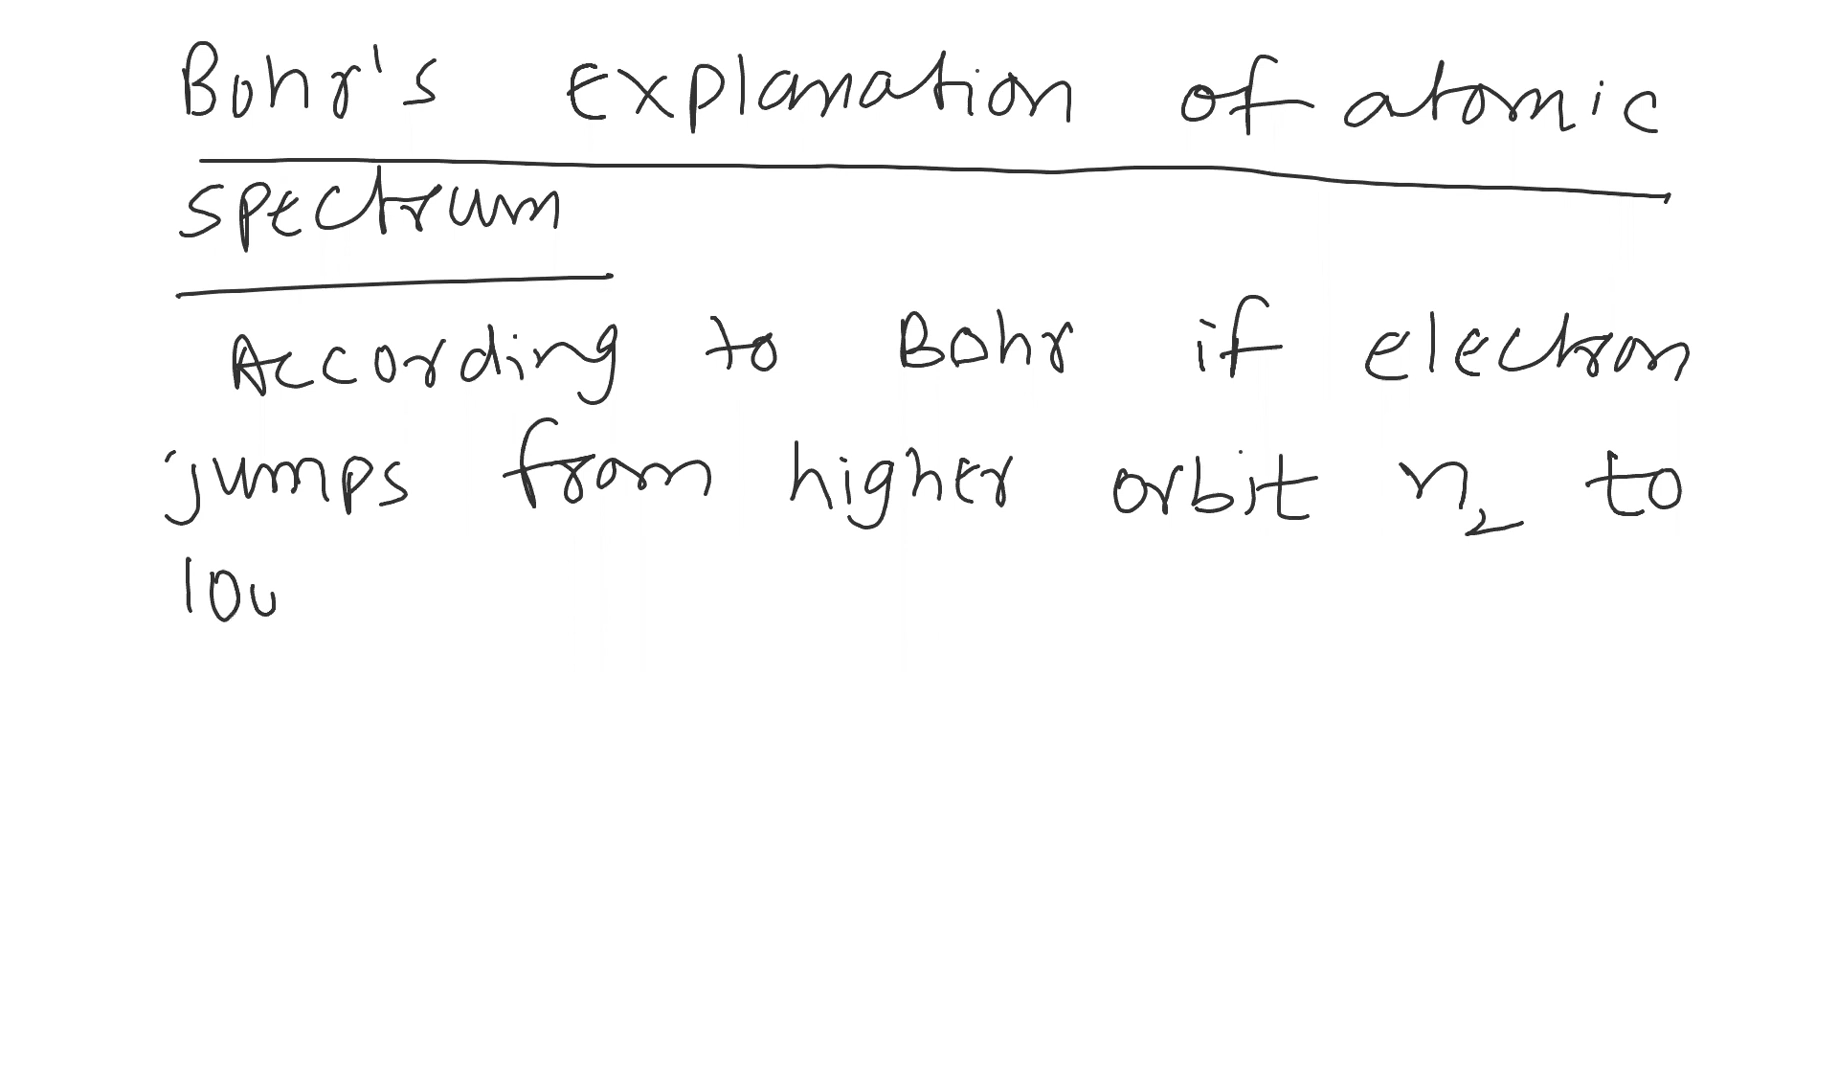 Bohr's Explanation of atomic
spectrum
According to Bohr if electron
jumps from higher orbit n₂ to
lou